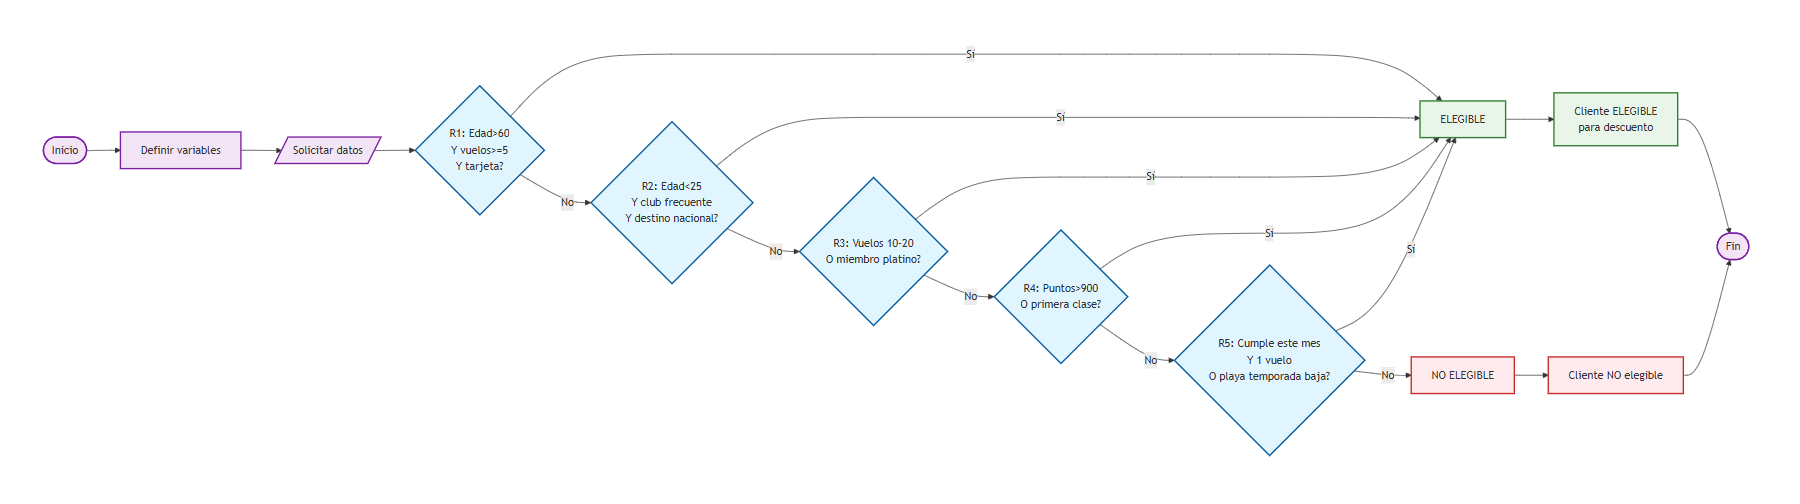 Inicio
Definir variables
Solicitar datos
R1: Edad>60
Y vuelos>=5
Y tarjeta?
Sí
No
R2: Edad<25
Y club frecuente
Y destino nacional?
Sí
No
R3: Vuelos 10-20
O miembro platino?
Sí
No
R4: Puntos>900
O primera clase?
Sí
No
R5: Cumple este mes
Y 1 vuelo
O playa temporada baja?
Sí
No
ELEGIBLE
Cliente ELEGIBLE
para descuento
NO ELEGIBLE
Cliente NO elegible
Fin